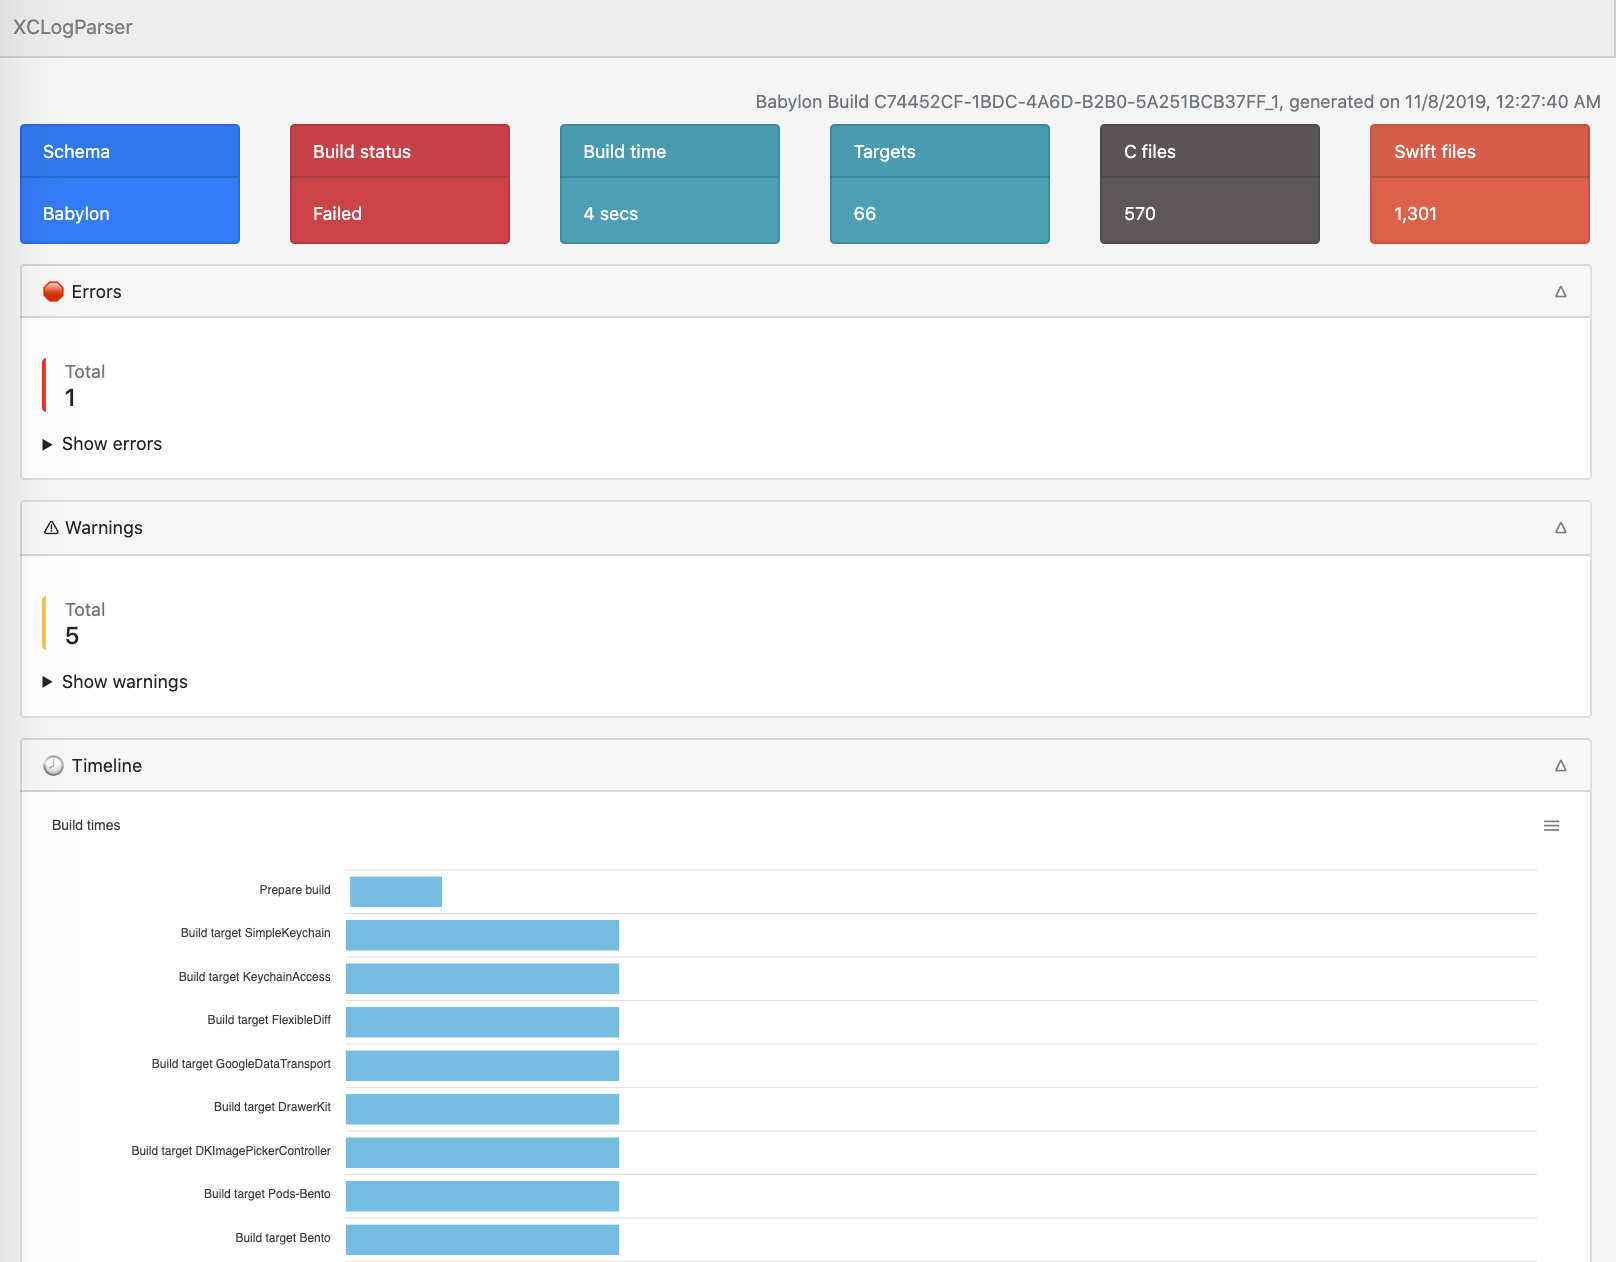 XCLogParser
Babylon Build C74452CF-1BDC-4A6D-B2B0-5A251BCB37FF_1, generated on 11/8/2019, 12:27:40 AM
Schema
Babylon
Build status
Failed
Build time
4 secs
Targets
66
C files
570
Swift files
1,301
Errors
Total
1
Show errors
Warnings
Total
5
Show warnings
Timeline
Build times
Prepare build
Build target SimpleKeychain
Build target KeychainAccess
Build target FlexibleDiff
Build target GoogleDataTransport
Build target DrawerKit
Build target DKImagePickerController
Build target Pods-Bento
Build target Bento